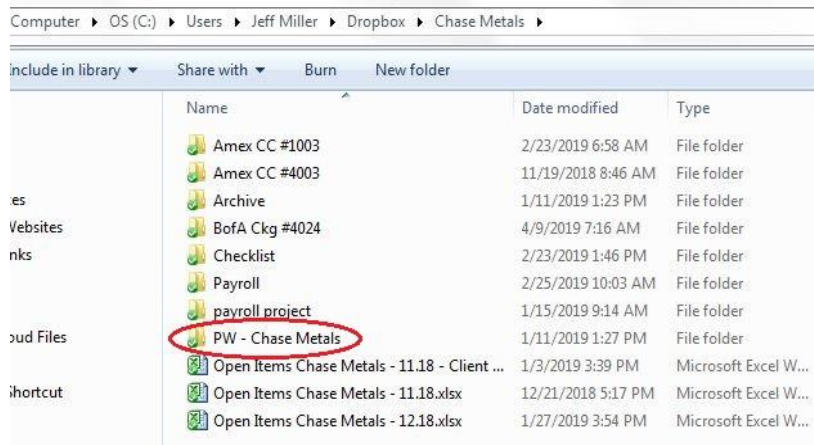 Computer ▸ OS (C:) ▸ Users ▸ Jeff Miller ▸ Dropbox ▸ Chase Metals ▸
Include in library ▾ Share with ▾ Burn New folder
Name Date modified Type
Amex CC #1003 2/23/2019 6:58 AM File folder
Amex CC #4003 11/19/2018 8:46 AM File folder
Archive 1/11/2019 1:23 PM File folder
es BofA Ckg #4024 4/9/2019 7:16 AM File folder
Websites Checklist 2/23/2019 1:46 PM File folder
nks Payroll 2/25/2019 10:03 AM File folder
payroll project 1/15/2019 9:14 AM File folder
oud Files PW - Chase Metals 1/11/2019 1:27 PM File folder
Open Items Chase Metals - 11.18 - Client ... 1/3/2019 3:39 PM Microsoft Excel W...
Shortcut Open Items Chase Metals - 11.18.xlsx 12/21/2018 5:17 PM Microsoft Excel W...
Open Items Chase Metals - 12.18.xlsx 1/27/2019 3:54 PM Microsoft Excel W...